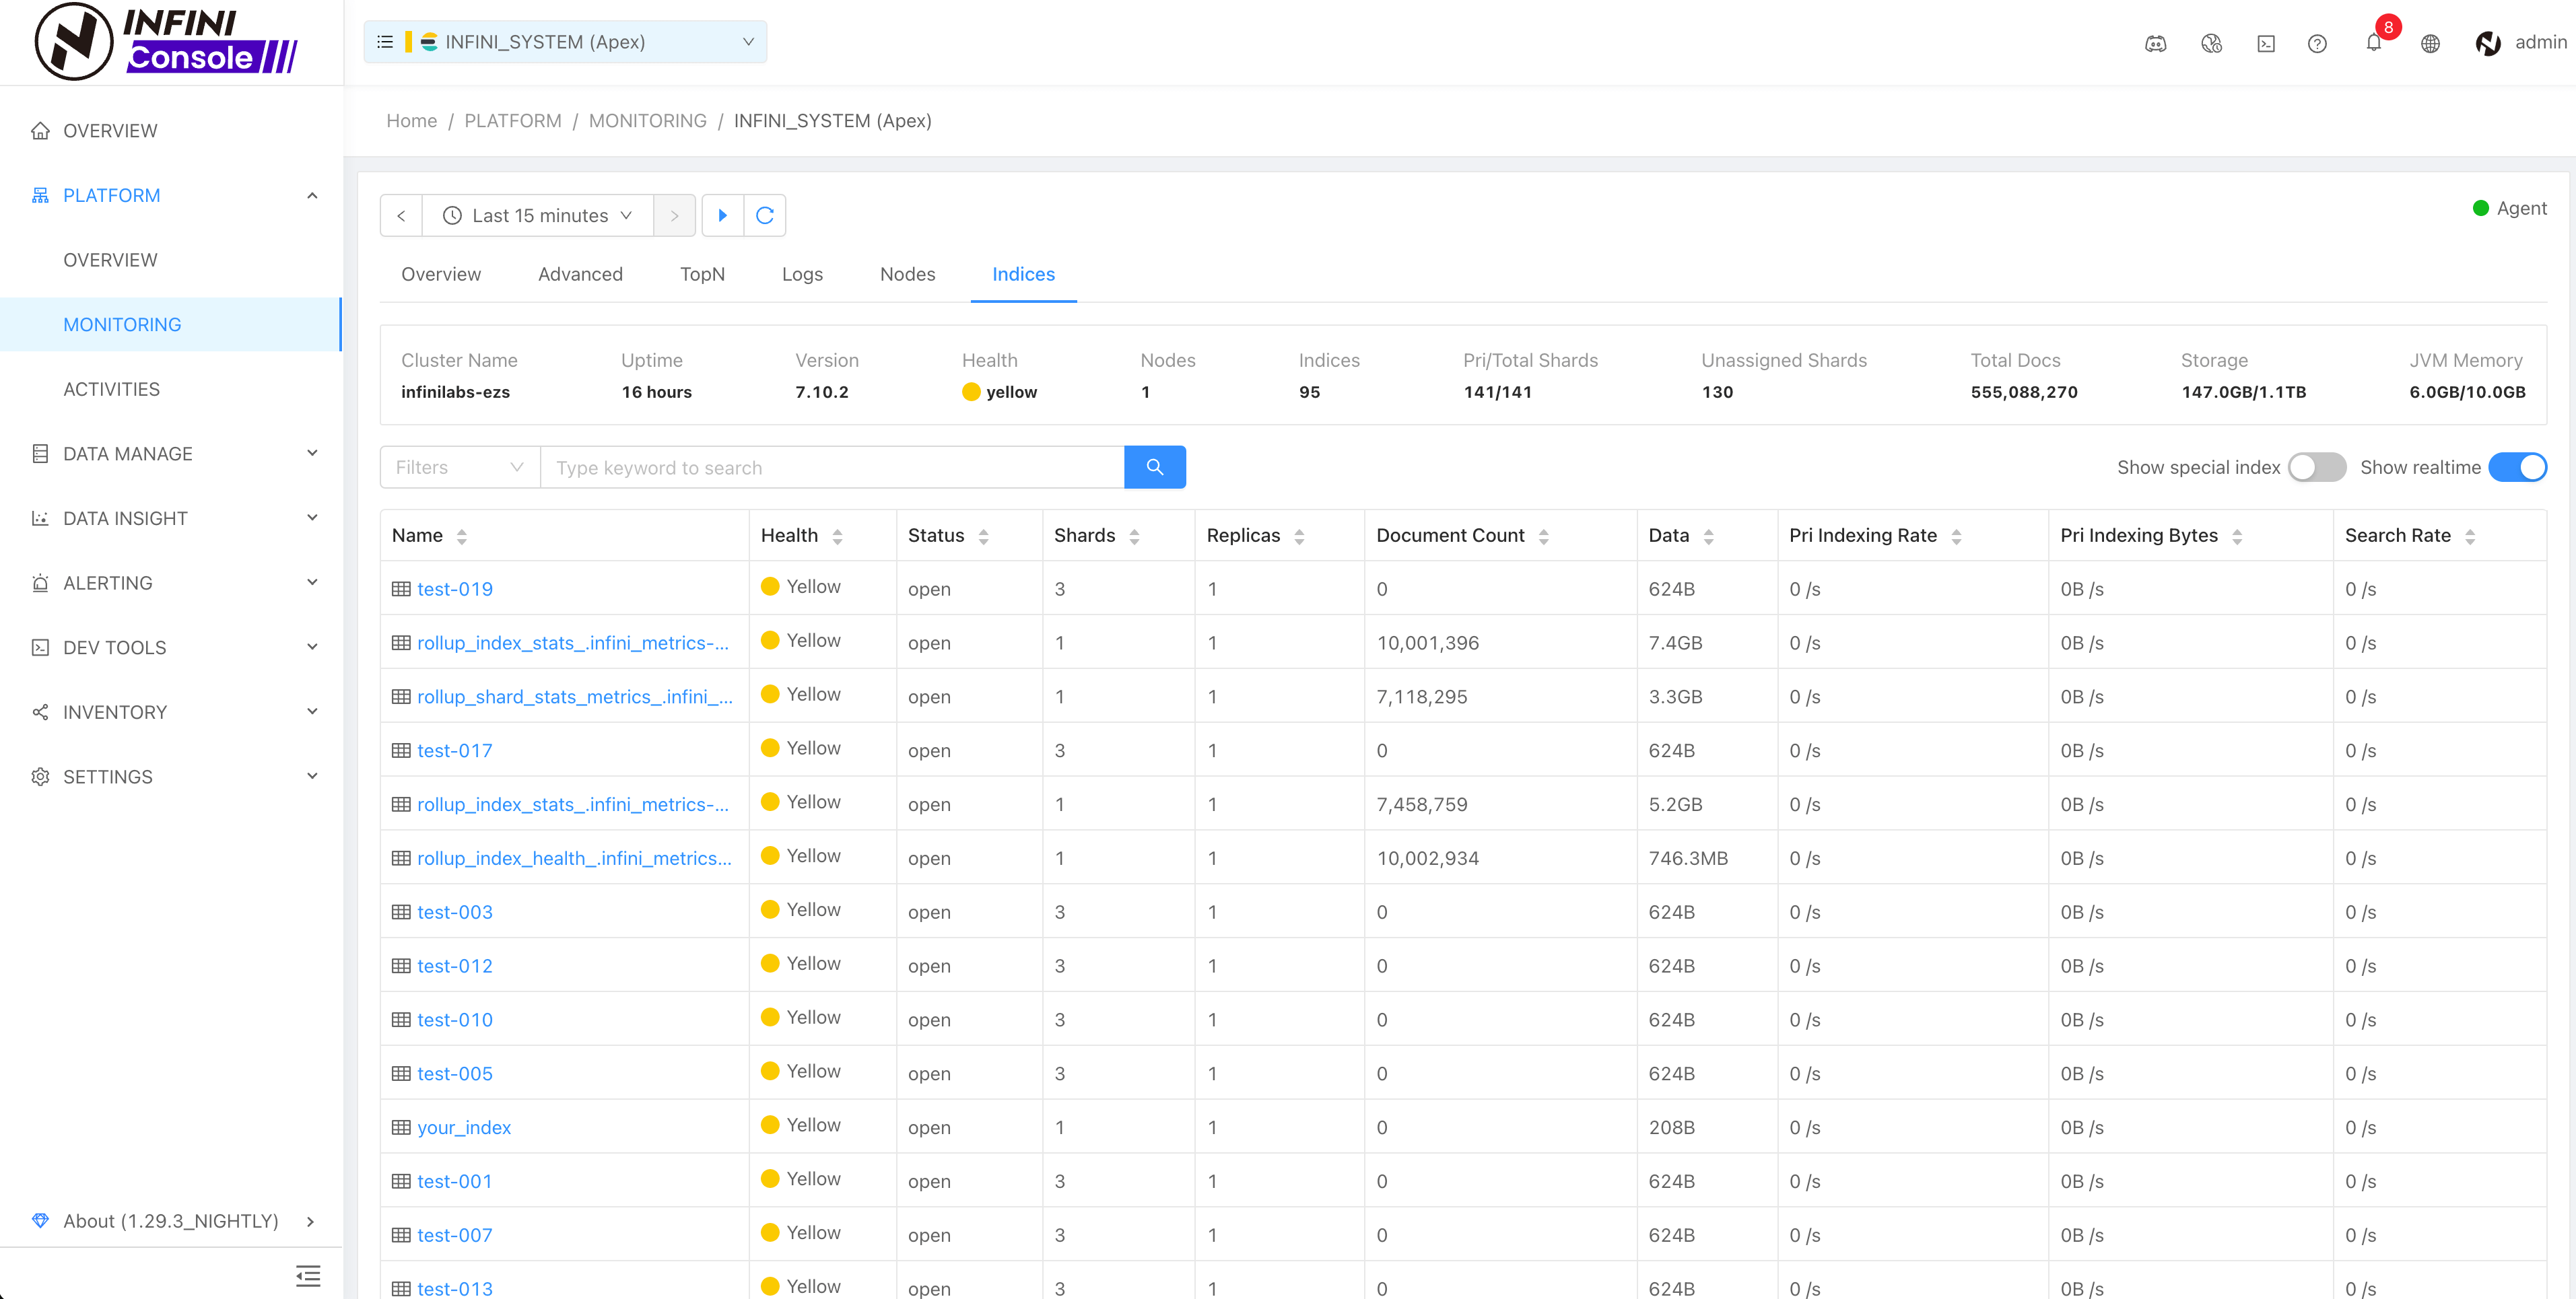 INFINI
Console
INFINI_SYSTEM (Apex)
8
admin
OVERVIEW
PLATFORM
OVERVIEW
MONITORING
ACTIVITIES
DATA MANAGE
DATA INSIGHT
ALERTING
DEV TOOLS
INVENTORY
SETTINGS
About (1.29.3_NIGHTLY)
Home / PLATFORM / MONITORING / INFINI_SYSTEM (Apex)
Last 15 minutes
Agent
Overview Advanced TopN Logs Nodes Indices
Cluster Name Uptime Version Health Nodes Indices Pri/Total Shards Unassigned Shards Total Docs Storage JVM Memory
infinilabs-ezs 16 hours 7.10.2 yellow 1 95 141/141 130 555,088,270 147.0GB/1.1TB 6.0GB/10.0GB
Filters Type keyword to search Show special index Show realtime
Name Health Status Shards Replicas Document Count Data Pri Indexing Rate Pri Indexing Bytes Search Rate
test-019 Yellow open 3 1 0 624B 0 /s 0B /s 0 /s
rollup_index_stats_.infini_metrics-... Yellow open 1 1 10,001,396 7.4GB 0 /s 0B /s 0 /s
rollup_shard_stats_metrics_.infini_... Yellow open 1 1 7,118,295 3.3GB 0 /s 0B /s 0 /s
test-017 Yellow open 3 1 0 624B 0 /s 0B /s 0 /s
rollup_index_stats_.infini_metrics-... Yellow open 1 1 7,458,759 5.2GB 0 /s 0B /s 0 /s
rollup_index_health_.infini_metrics... Yellow open 1 1 10,002,934 746.3MB 0 /s 0B /s 0 /s
test-003 Yellow open 3 1 0 624B 0 /s 0B /s 0 /s
test-012 Yellow open 3 1 0 624B 0 /s 0B /s 0 /s
test-010 Yellow open 3 1 0 624B 0 /s 0B /s 0 /s
test-005 Yellow open 3 1 0 624B 0 /s 0B /s 0 /s
your_index Yellow open 1 1 0 208B 0 /s 0B /s 0 /s
test-001 Yellow open 3 1 0 624B 0 /s 0B /s 0 /s
test-007 Yellow open 3 1 0 624B 0 /s 0B /s 0 /s
test-013 Yellow open 3 1 0 624B 0 /s 0B /s 0 /s